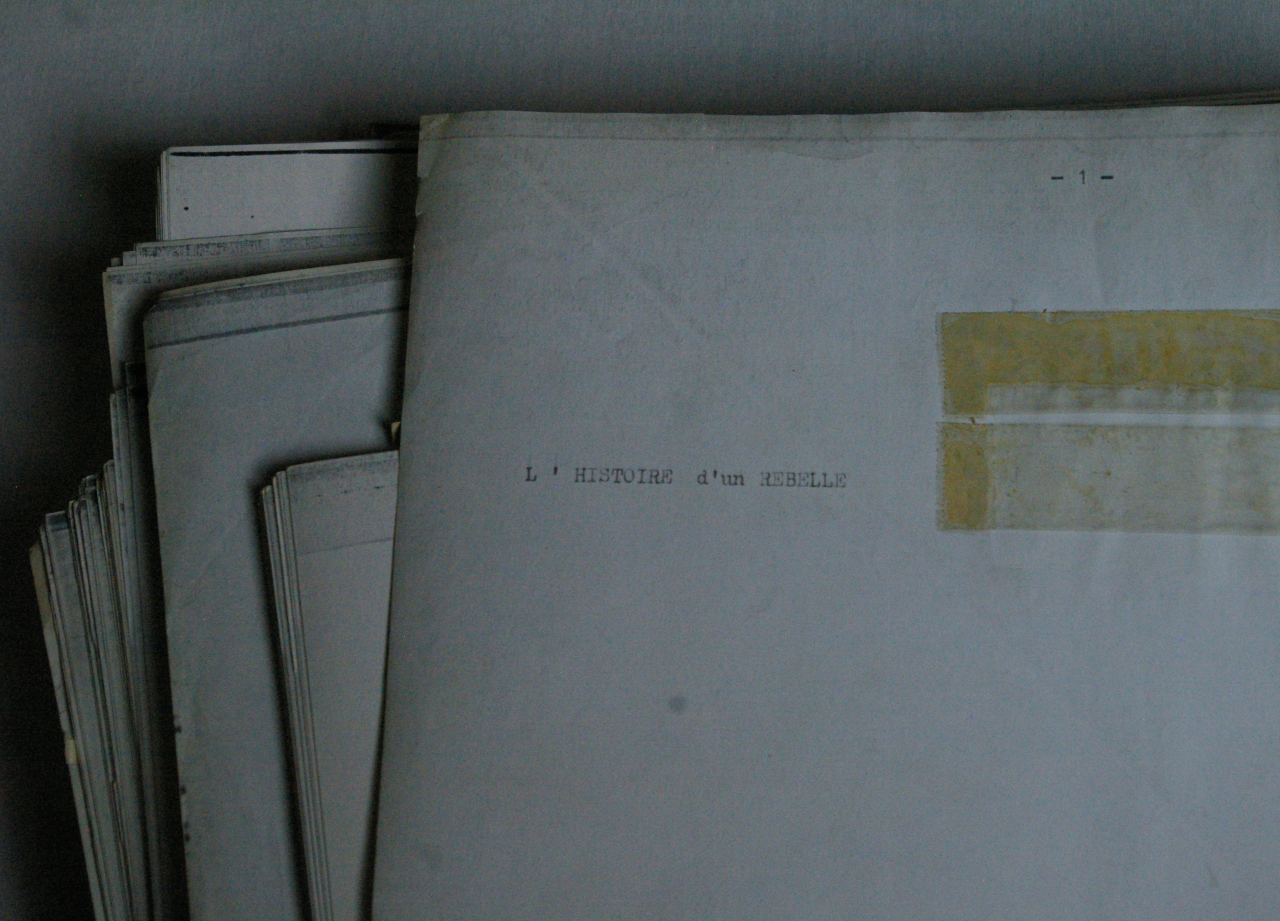 - 1 -
L ' HISTOIRE d'un REBELLE